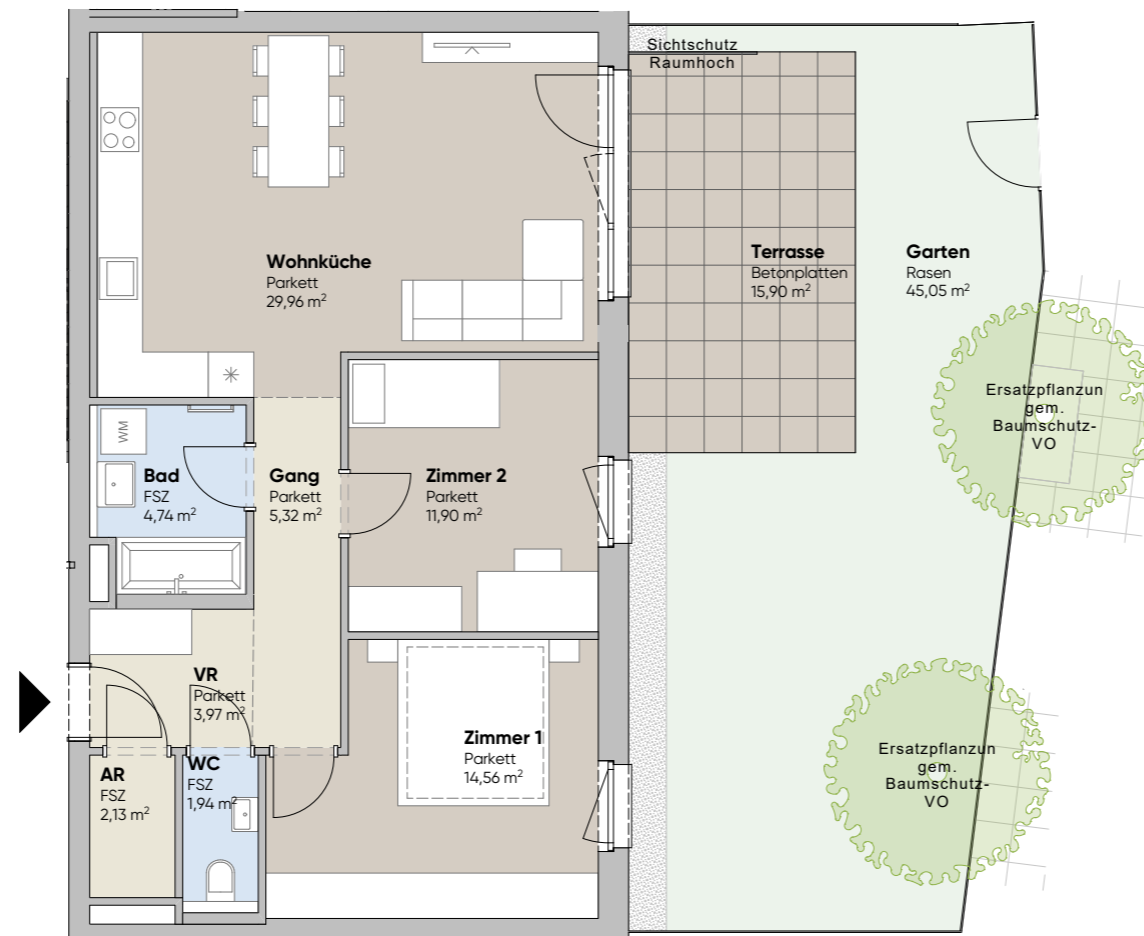 Sichtschutz
Raumhoch
Wohnküche
Parkett
29,96 m²
Terrasse
Betonplatten
15,90 m²
Garten
Rasen
45,05 m²
Ersatzpflanzun
gem.
Baumschutz-
VO
WM
Bad
FSZ
4,74 m²
Gang
Parkett
5,32 m²
Zimmer 2
Parkett
11,90 m²
VR
Parkett
3,97 m²
Zimmer 1
Parkett
14,56 m²
AR
FSZ
2,13 m²
WC
FSZ
1,94 m²
Ersatzpflanzun
gem.
Baumschutz-
VO